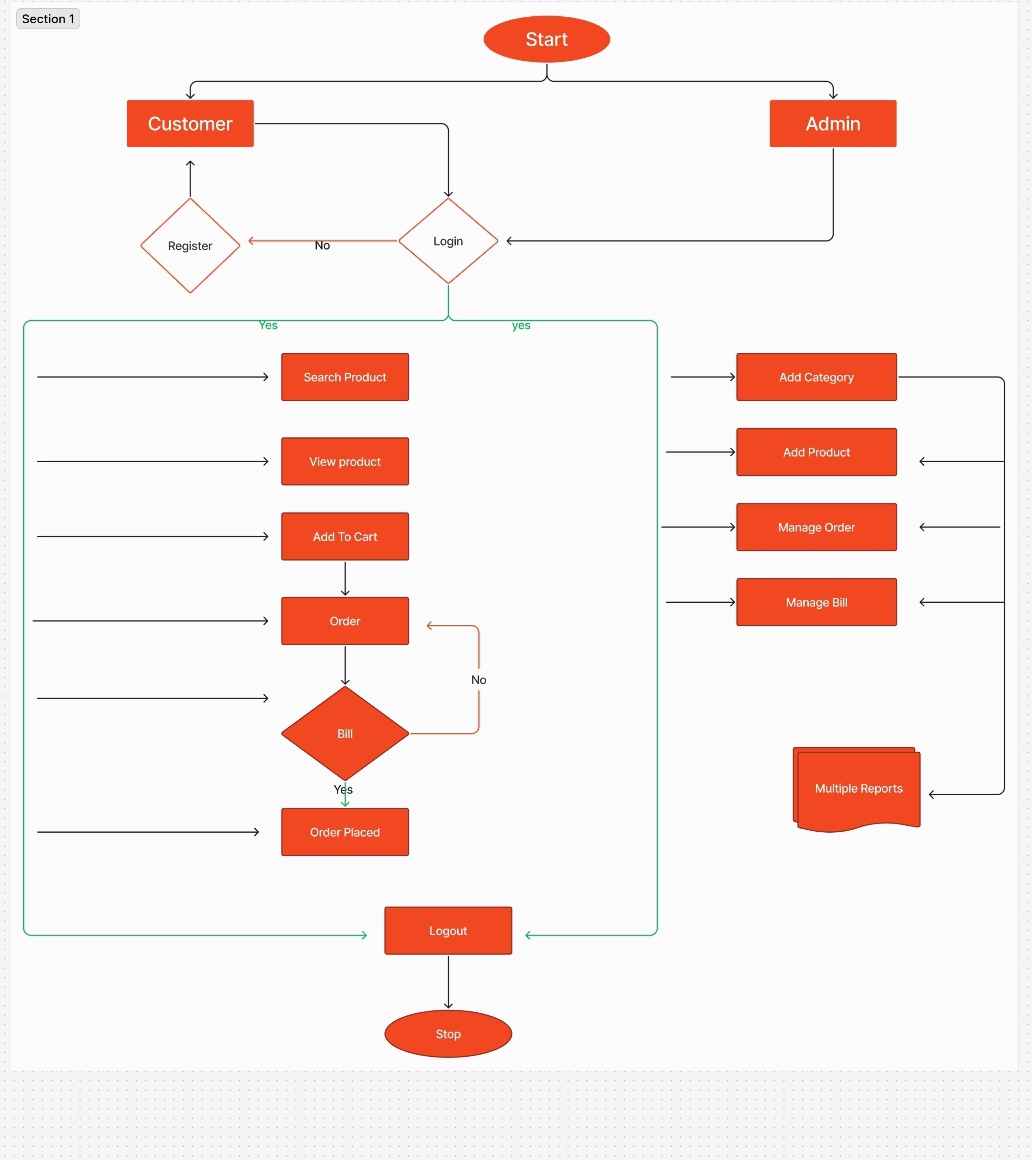 Section 1
Start
Customer
Admin
Register
No
Login
Yes
yes
Search Product
Add Category
View product
Add Product
Add To Cart
Manage Order
Order
Manage Bill
No
Bill
Yes
Multiple Reports
Order Placed
Logout
Stop